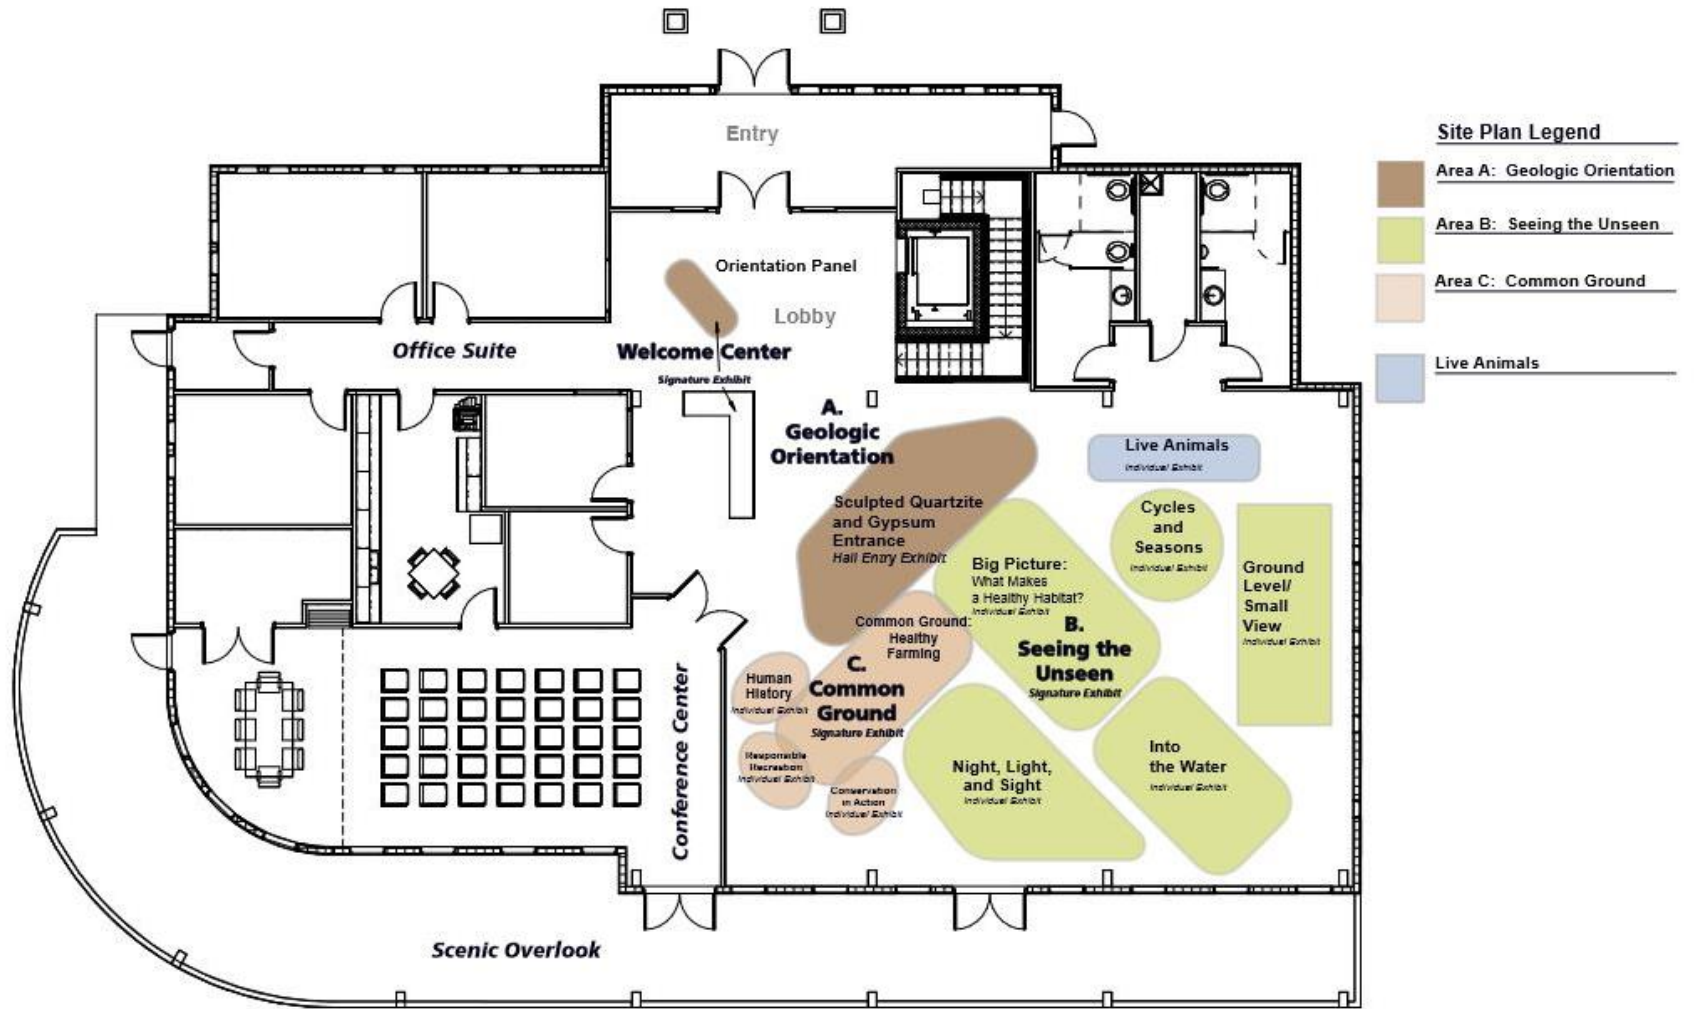 Entry
Site Plan Legend
Area A: Geologic Orientation
Area B: Seeing the Unseen
Area C: Common Ground
Live Animals
Orientation Panel
Lobby
Office Suite
Welcome Center
Signature Exhibit
A.
Geologic
Orientation
Live Animals
Individual Exhibit
Sculpted Quartzite
and Gypsum
Entrance
Hall Entry Exhibit
Cycles
and
Seasons
Individual Exhibit
Big Picture:
What Makes
a Healthy Habitat?
Individual Exhibit
Ground
Level/
Small
View
Individual Exhibit
B.
Seeing the
Unseen
Signature Exhibit
Common Ground:
Healthy
Farming
C.
Common
Ground
Signature Exhibit
Human
History
Individual Exhibit
Responsible
Recreation
Individual Exhibit
Conservation
in Action
Individual Exhibit
Night, Light,
and Sight
Individual Exhibit
Into
the Water
Individual Exhibit
Conference Center
Scenic Overlook